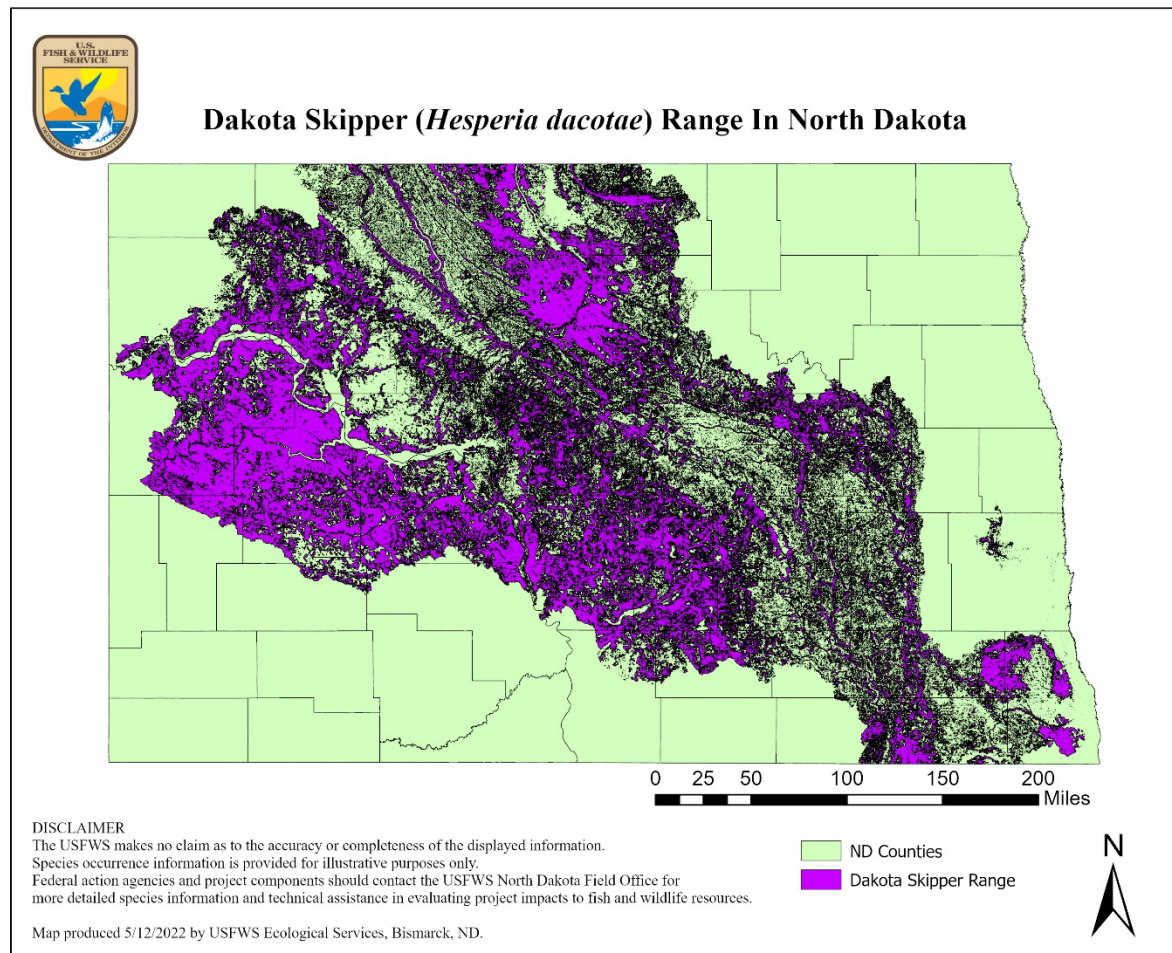 U.S.
FISH & WILDLIFE
SERVICE
DEPARTMENT OF THE INTERIOR
Dakota Skipper (Hesperia dacotae) Range In North Dakota
0 25 50 100 150 200
Miles
DISCLAIMER
The USFWS makes no claim as to the accuracy or completeness of the displayed information.
Species occurrence information is provided for illustrative purposes only.
Federal action agencies and project components should contact the USFWS North Dakota Field Office for
more detailed species information and technical assistance in evaluating project impacts to fish and wildlife resources.
Map produced 5/12/2022 by USFWS Ecological Services, Bismarck, ND.
ND Counties
Dakota Skipper Range
N